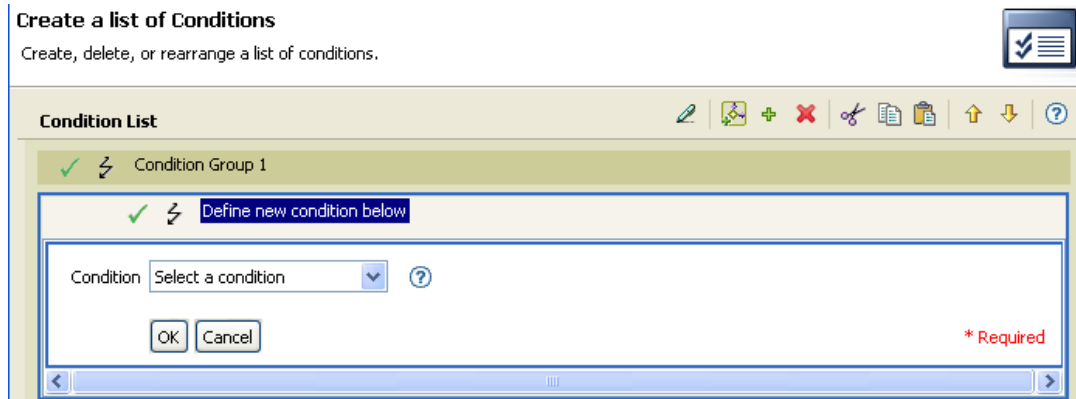 Create a list of Conditions
Create, delete, or rearrange a list of conditions.
Condition List
Condition Group 1
Define new condition below
Condition Select a condition
OK Cancel * Required